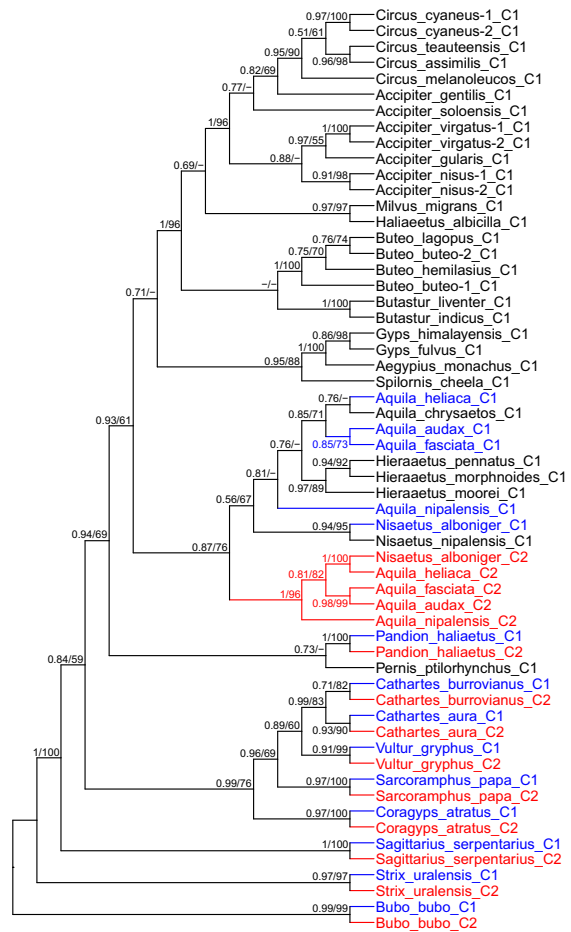 0.97/100
Circus_cyaneus-1_C1
Circus_cyaneus-2_C1
0.51/61
Circus_teauteensis_C1
0.96/98
Circus_assimilis_C1
0.95/90
Circus_melanoleucos_C1
0.82/69
Accipiter_gentilis_C1
0.77/−
Accipiter_soloensis_C1
1/96
1/100
Accipiter_virgatus-1_C1
0.97/55
Accipiter_virgatus-2_C1
0.88/−
Accipiter_gularis_C1
0.91/98
Accipiter_nisus-1_C1
Accipiter_nisus-2_C1
0.69/−
0.97/97
Milvus_migrans_C1
Haliaeetus_albicilla_C1
1/96
0.76/74
Buteo_lagopus_C1
0.75/70
Buteo_buteo-2_C1
1/100
Buteo_hemilasius_C1
−/−
Buteo_buteo-1_C1
1/100
Butastur_liventer_C1
Butastur_indicus_C1
0.71/−
0.86/98
Gyps_himalayensis_C1
1/100
Gyps_fulvus_C1
0.95/88
Aegypius_monachus_C1
Spilornis_cheela_C1
0.93/61
0.76/−
Aquila_heliaca_C1
0.85/71
Aquila_chrysaetos_C1
Aquila_audax_C1
0.85/73
Aquila_fasciata_C1
0.76/−
0.94/92
Hieraaetus_pennatus_C1
0.81/−
Hieraaetus_morphnoides_C1
0.97/89
Hieraaetus_moorei_C1
0.56/67
Aquila_nipalensis_C1
0.94/95
Nisaetus_alboniger_C1
Nisaetus_nipalensis_C1
0.94/69
0.87/76
1/100
Nisaetus_alboniger_C2
0.81/82
Aquila_heliaca_C2
Aquila_fasciata_C2
1/96
0.98/99
Aquila_audax_C2
Aquila_nipalensis_C2
0.84/59
1/100
Pandion_haliaetus_C1
0.73/−
Pandion_haliaetus_C2
Pernis_ptilorhynchus_C1
0.71/82
Cathartes_burrovianus_C1
0.99/83
Cathartes_burrovianus_C2
Cathartes_aura_C1
0.89/60
0.93/90
Cathartes_aura_C2
1/100
0.96/69
0.91/99
Vultur_gryphus_C1
Vultur_gryphus_C2
0.99/76
0.97/100
Sarcoramphus_papa_C1
Sarcoramphus_papa_C2
0.97/100
Coragyps_atratus_C1
Coragyps_atratus_C2
1/100
Sagittarius_serpentarius_C1
Sagittarius_serpentarius_C2
0.97/97
Strix_uralensis_C1
Strix_uralensis_C2
0.99/99
Bubo_bubo_C1
Bubo_bubo_C2